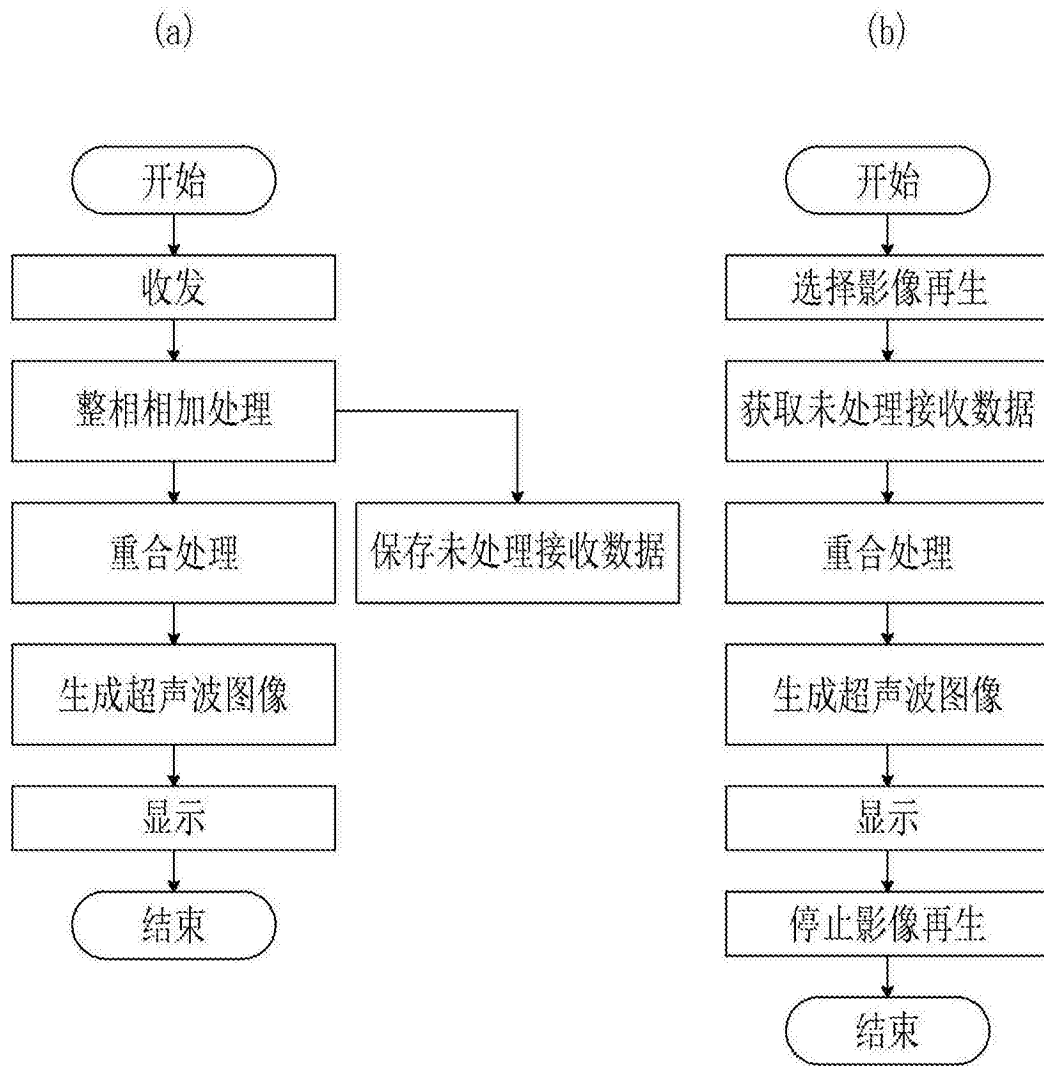 (a)
开始
收发
整相相加处理
重合处理
保存未处理接收数据
生成超声波图像
显示
结束
(b)
开始
选择影像再生
获取未处理接收数据
重合处理
生成超声波图像
显示
停止影像再生
结束